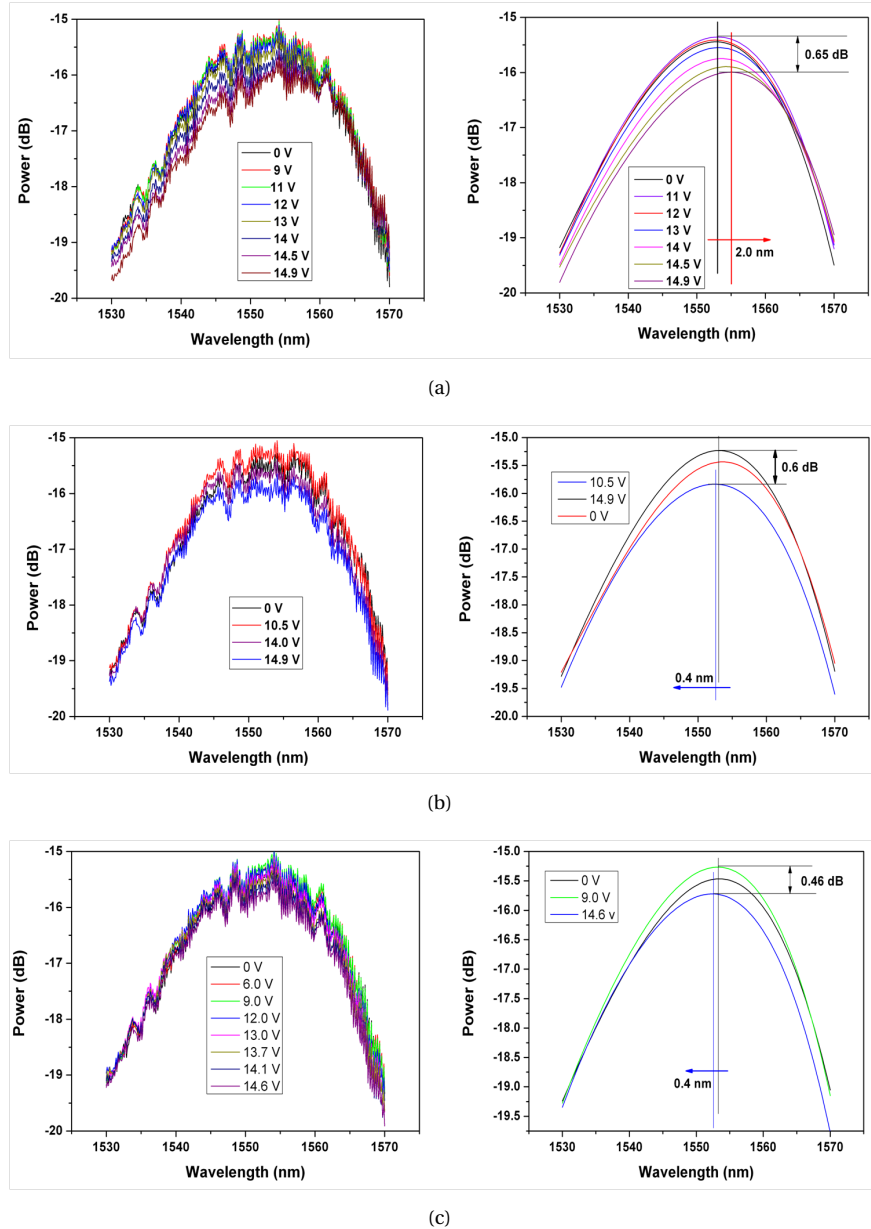 -15
-16
-17
-18
-19
-20
Power (dB)
0 V
9 V
11 V
12 V
13 V
14 V
14.5 V
14.9 V
1530 1540 1550 1560 1570
Wavelength (nm)
-15
-16
-17
-18
-19
-20
Power (dB)
0.65 dB
0 V
11 V
12 V
13 V
14 V
14.5 V
14.9 V
2.0 nm
1530 1540 1550 1560 1570
Wavelength (nm)
(a)
-15
-16
-17
-18
-19
-20
Power (dB)
0 V
10.5 V
14.0 V
14.9 V
1530 1540 1550 1560 1570
Wavelength (nm)
-15.0
-15.5
-16.0
-16.5
-17.0
-17.5
-18.0
-18.5
-19.0
-19.5
-20.0
Power (dB)
0.6 dB
10.5 V
14.9 V
0 V
0.4 nm
1530 1540 1550 1560 1570
Wavelength (nm)
(b)
-15
-16
-17
-18
-19
-20
Power (dB)
0 V
6.0 V
9.0 V
12.0 V
13.0 V
13.7 V
14.1 V
14.6 V
1530 1540 1550 1560 1570
Wavelength (nm)
-15.0
-15.5
-16.0
-16.5
-17.0
-17.5
-18.0
-18.5
-19.0
-19.5
Power (dB)
0.46 dB
0 V
9.0 V
14.6 v
0.4 nm
1530 1540 1550 1560 1570
Wavelength (nm)
(c)